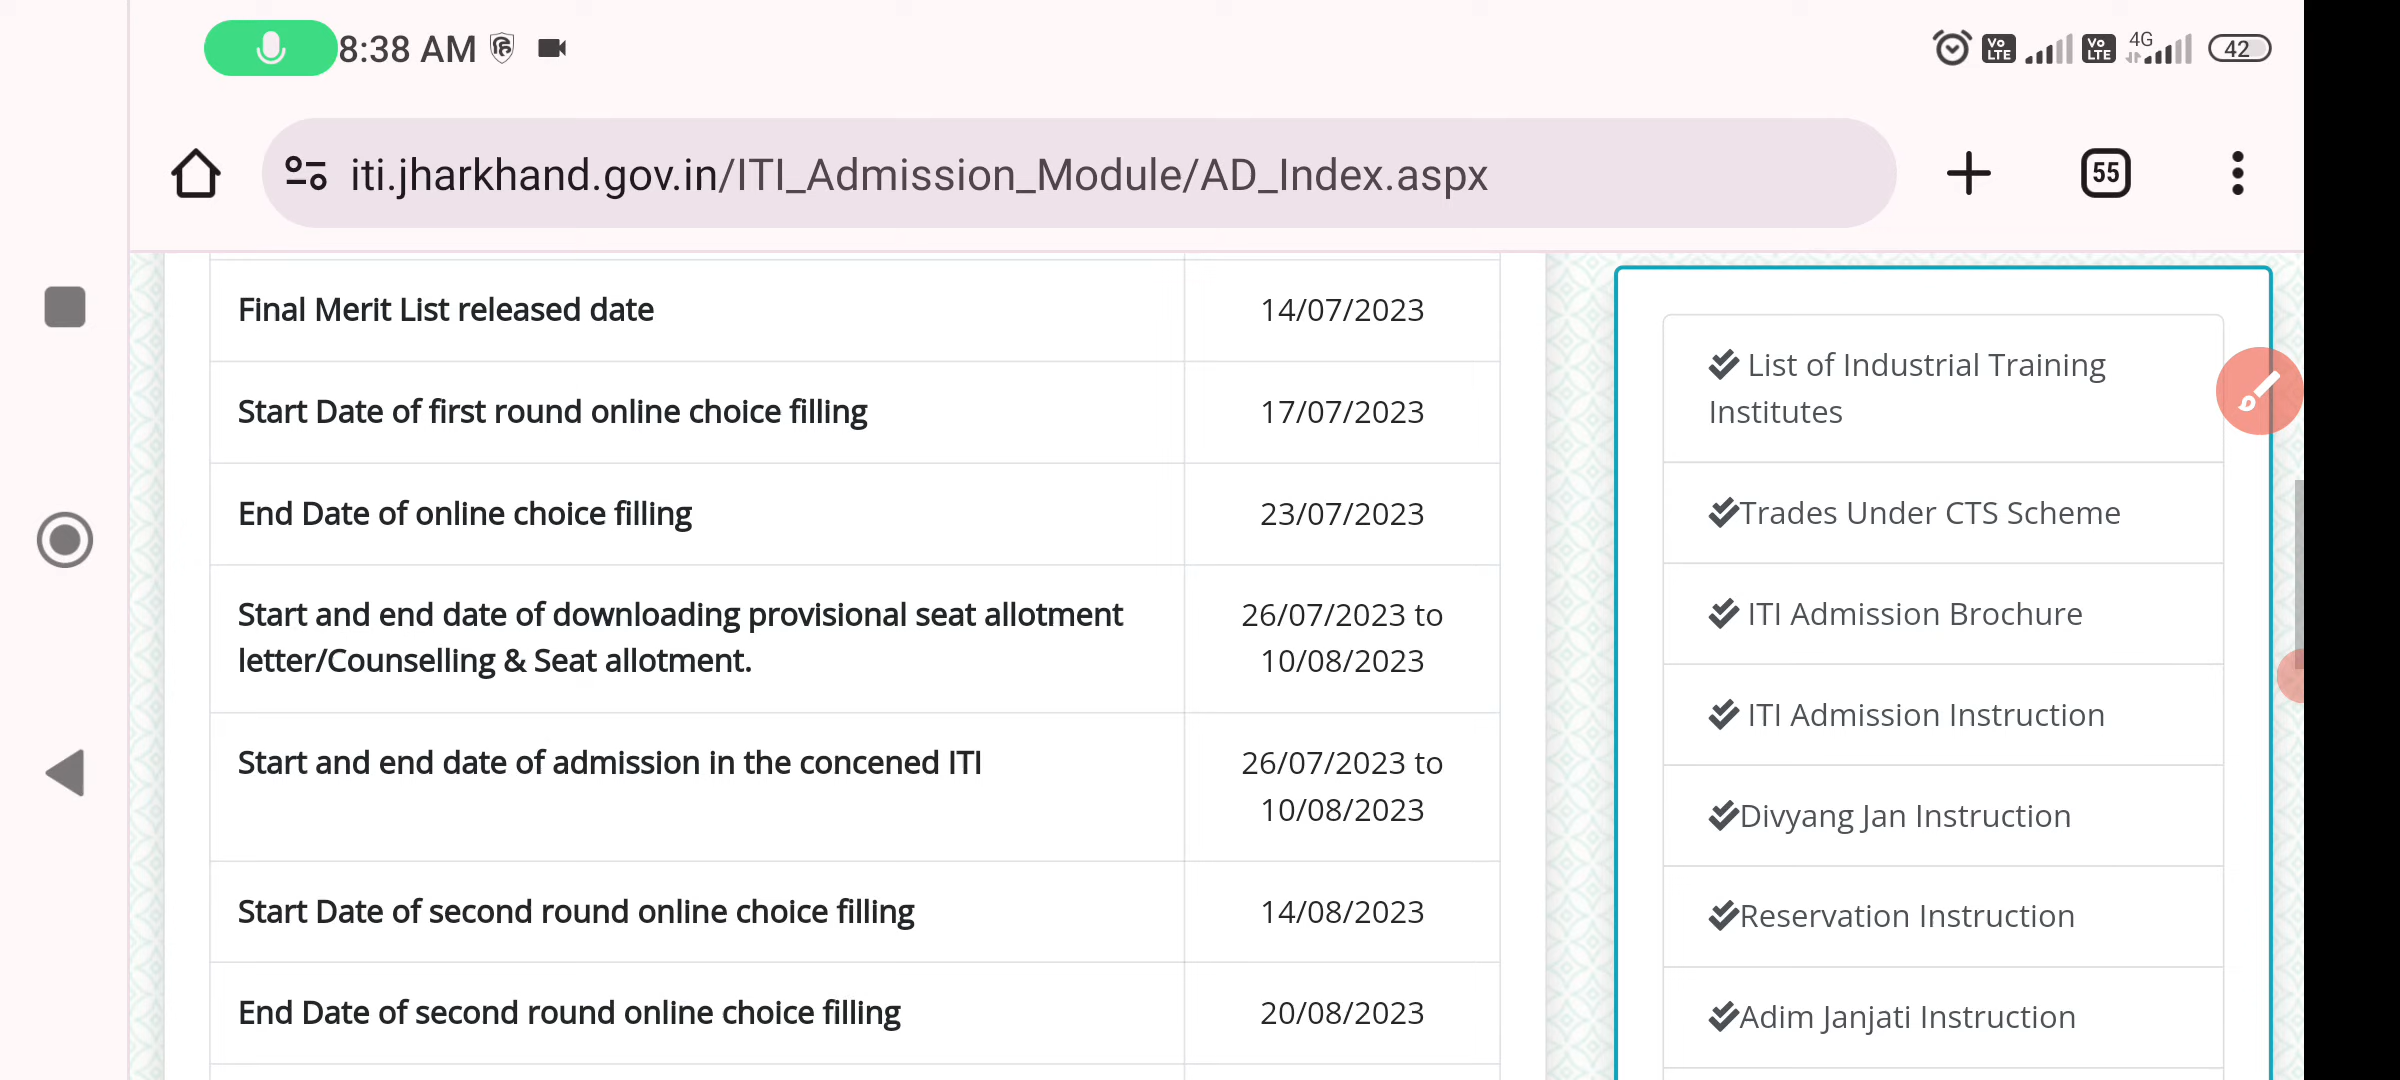 8:38 AM
Vo LTE
Vo LTE
4G
42
iti.jharkhand.gov.in/ITI_Admission_Module/AD_Index.aspx
55
Final Merit List released date 14/07/2023
Start Date of first round online choice filling 17/07/2023
End Date of online choice filling 23/07/2023
Start and end date of downloading provisional seat allotment 26/07/2023 to
letter/Counselling & Seat allotment. 10/08/2023
Start and end date of admission in the concened ITI 26/07/2023 to
10/08/2023
Start Date of second round online choice filling 14/08/2023
End Date of second round online choice filling 20/08/2023
List of Industrial Training
Institutes
Trades Under CTS Scheme
ITI Admission Brochure
ITI Admission Instruction
Divyang Jan Instruction
Reservation Instruction
Adim Janjati Instruction